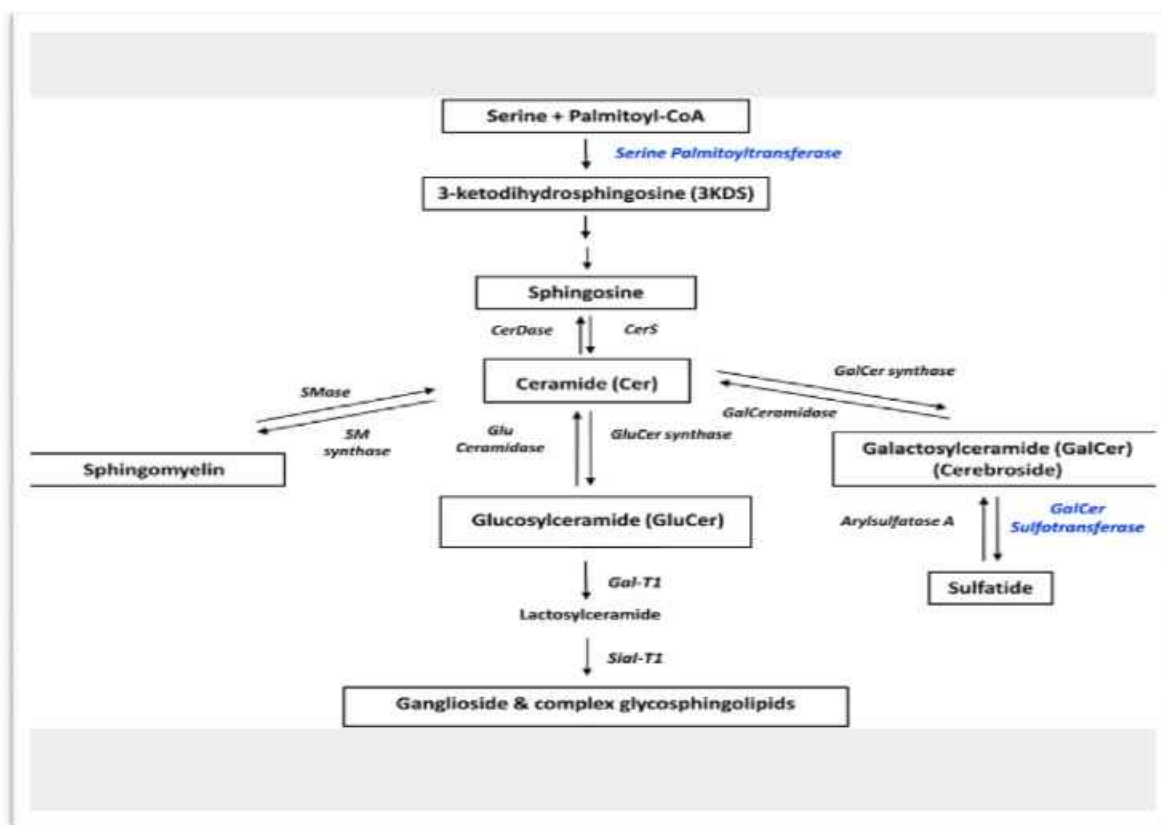 Serine + Palmitoyl-CoA
Serine Palmitoyltransferase
3-ketodihydrosphingosine (3KDS)
Sphingosine
CerDase
CerS
Ceramide (Cer)
SMase
SM
synthase
Glu
Ceramidase
GluCer synthase
GalCer synthase
GalCeramidase
Sphingomyelin
Galactosylceramide (GalCer)
(Cerebroside)
Glucosylceramide (GluCer)
Arylsulfatase A
GalCer
Sulfotransferase
Gal-T1
Sulfatide
Lactosylceramide
Sial-T1
Ganglioside & complex glycosphingolipids